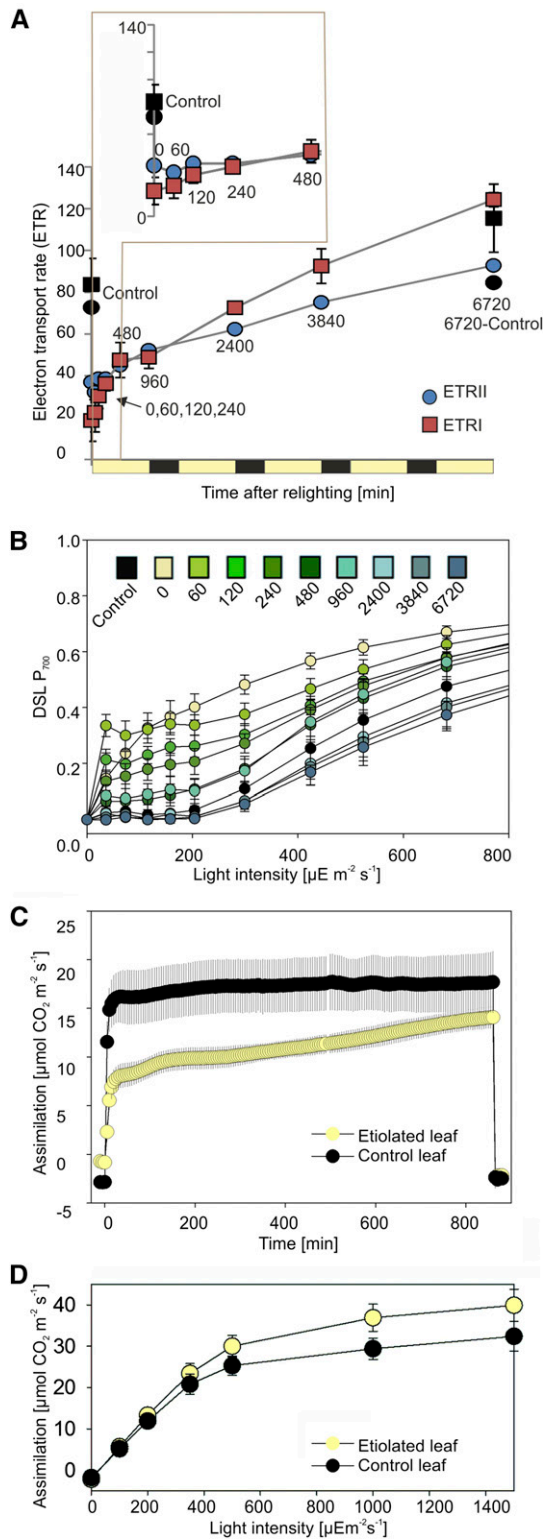 A
140
Control
0 60
120
240
480
0
140
120
100
80
60
40
20
0
Electron transport rate (ETR)
Control
480
960
0,60,120,240
2400
3840
6720
6720-Control
ETRII
ETRI
Time after relighting [min]
B
1.0
0.8
0.6
0.4
0.2
0.0
DSL P700
Control
0
60
120
240
480
960
2400
3840
6720
0 200 400 600 800
Light intensity [µE m-2 s-1]
C
25
20
15
10
5
0
-5
Assimilation [µmol CO2 m-2 s-1]
Etiolated leaf
Control leaf
0 200 400 600 800
Time [min]
D
40
30
20
10
0
Assimilation [µmol CO2 m-2 s-1]
Etiolated leaf
Control leaf
0 200 400 600 800 1000 1200 1400
Light intensity [µEm-2s-1]